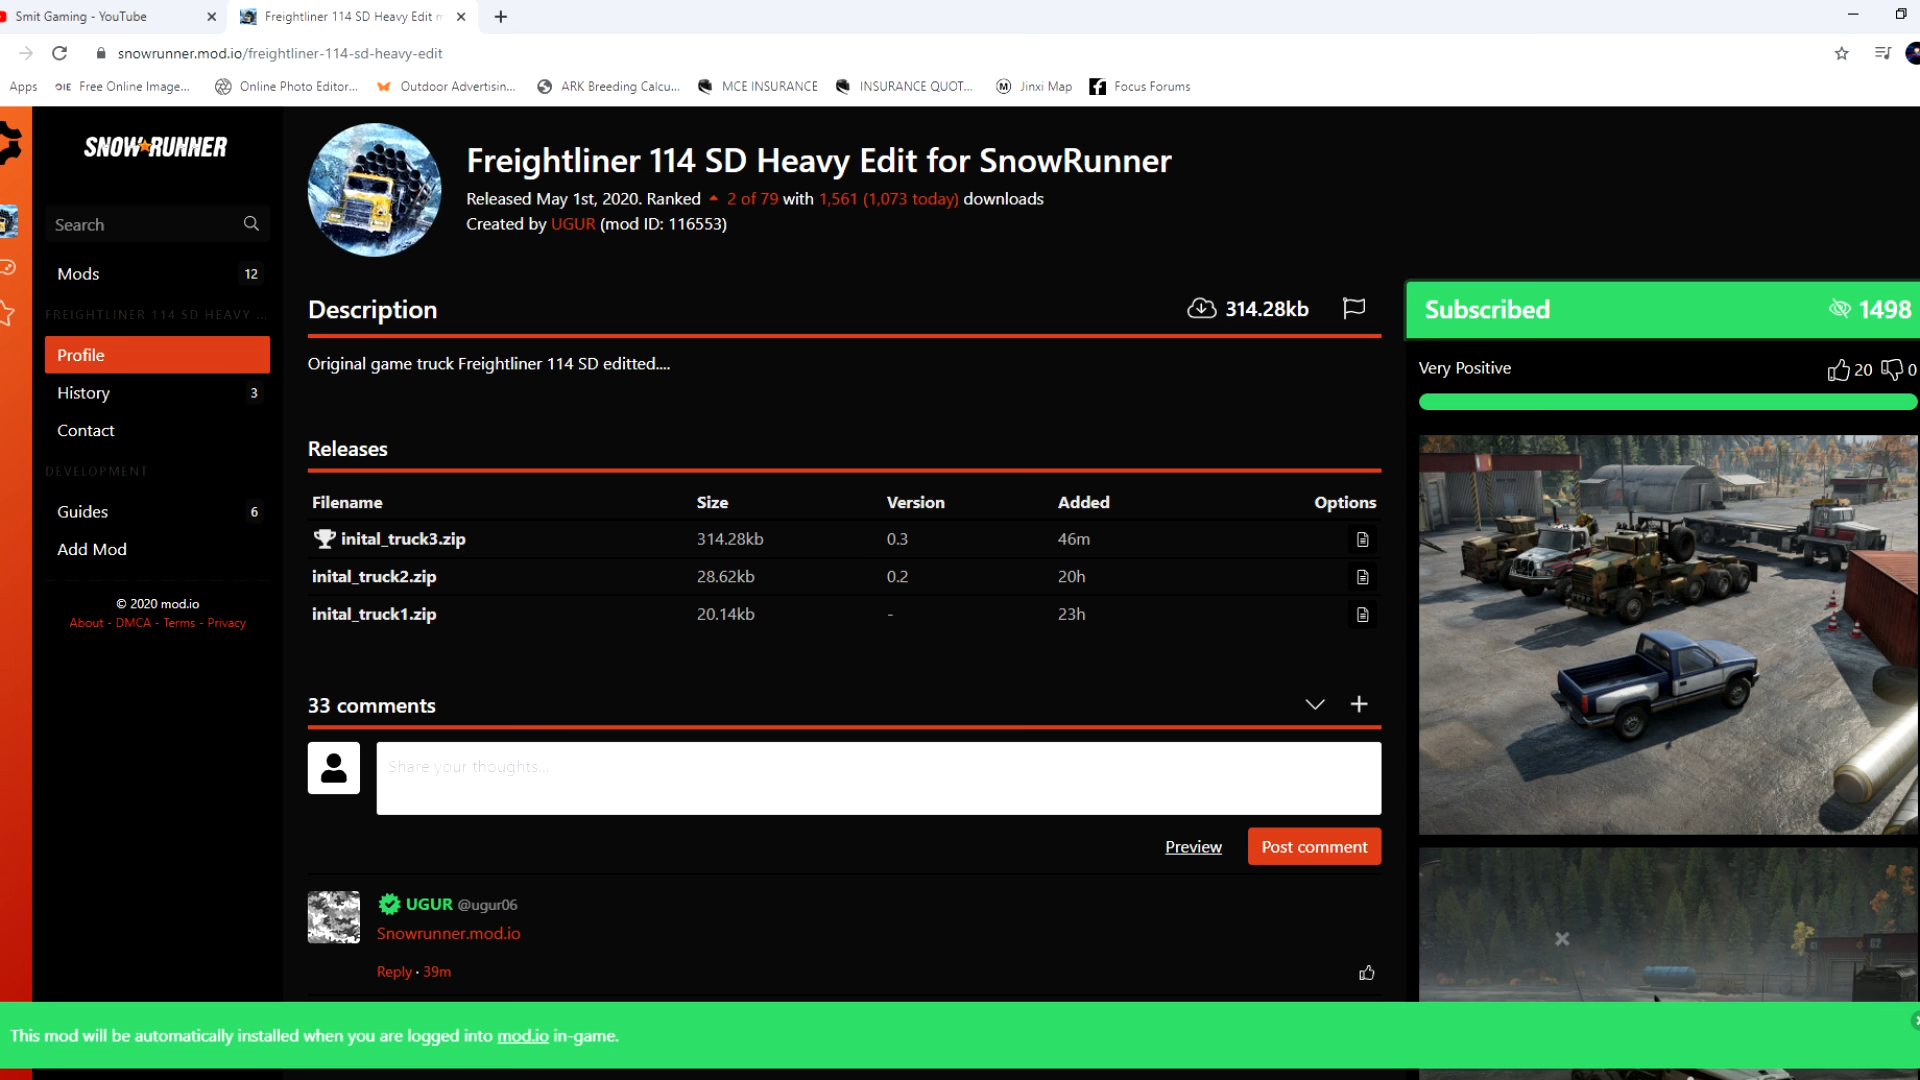 Smit Gaming - YouTube
Freightliner 114 SD Heavy Edit m
snowrunner.mod.io/freightliner-114-sd-heavy-edit
Apps
Free Online Image...
Online Photo Editor...
Outdoor Advertisin...
ARK Breeding Calcu...
MCE INSURANCE
INSURANCE QUOT...
Jinxi Map
Focus Forums
SNOWRUNNER
Search
Mods 12
FREIGHTLINER 114 SD HEAVY ...
Profile
History 3
Contact
DEVELOPMENT
Guides 6
Add Mod
© 2020 mod.io
About - DMCA - Terms - Privacy
Freightliner 114 SD Heavy Edit for SnowRunner
Released May 1st, 2020. Ranked 2 of 79 with 1,561 (1,073 today) downloads
Created by UGUR (mod ID: 116553)
Description 314.28kb
Original game truck Freightliner 114 SD editted....
Releases
Filename Size Version Added Options
inital_truck3.zip 314.28kb 0.3 46m
inital_truck2.zip 28.62kb 0.2 20h
inital_truck1.zip 20.14kb - 23h
33 comments
Share your thoughts...
Preview Post comment
UGUR @ugur06
Snowrunner.mod.io
Reply · 39m
Subscribed 1498
Very Positive 20 0
This mod will be automatically installed when you are logged into mod.io in-game.